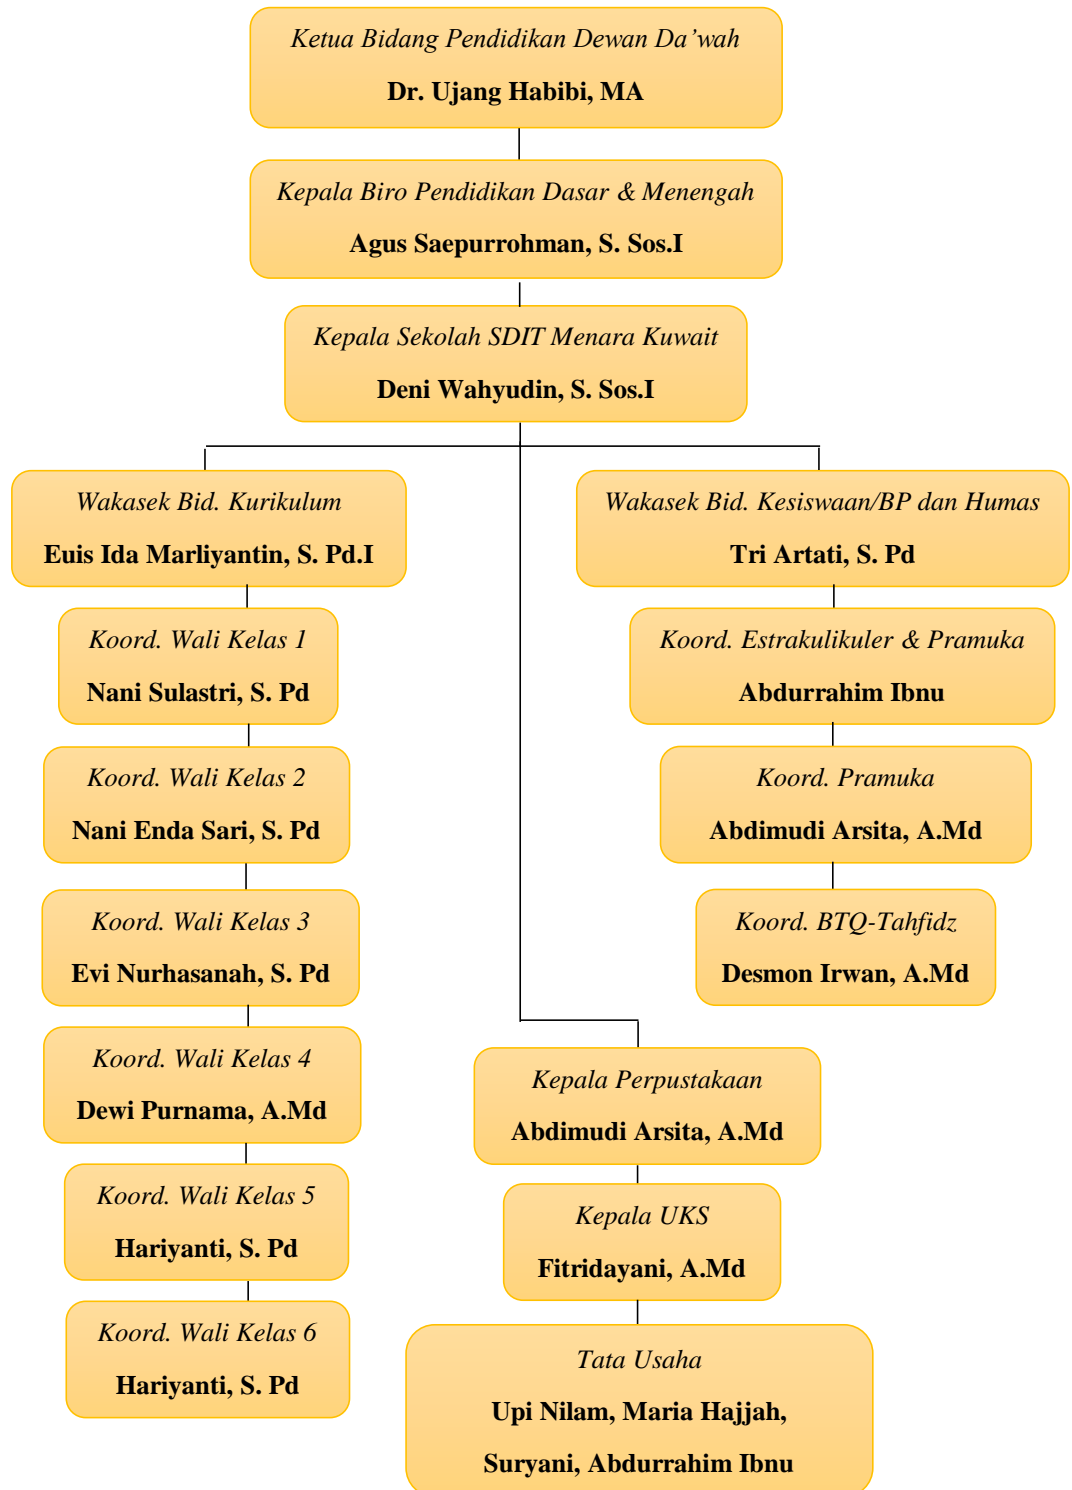 Ketua Bidang Pendidikan Dewan Da’wah
Dr. Ujang Habibi, MA
Kepala Biro Pendidikan Dasar & Menengah
Agus Saepurrohman, S. Sos.I
Kepala Sekolah SDIT Menara Kuwait
Deni Wahyudin, S. Sos.I
Wakasek Bid. Kurikulum
Euis Ida Marliyantin, S. Pd.I
Koord. Wali Kelas 1
Nani Sulastri, S. Pd
Koord. Wali Kelas 2
Nani Enda Sari, S. Pd
Koord. Wali Kelas 3
Evi Nurhasanah, S. Pd
Koord. Wali Kelas 4
Dewi Purnama, A.Md
Koord. Wali Kelas 5
Hariyanti, S. Pd
Koord. Wali Kelas 6
Hariyanti, S. Pd
Wakasek Bid. Kesiswaan/BP dan Humas
Tri Artati, S. Pd
Koord. Estrakulikuler & Pramuka
Abdurrahim Ibnu
Koord. Pramuka
Abdimudi Arsita, A.Md
Koord. BTQ-Tahfidz
Desmon Irwan, A.Md
Kepala Perpustakaan
Abdimudi Arsita, A.Md
Kepala UKS
Fitridayani, A.Md
Tata Usaha
Upi Nilam, Maria Hajjah,
Suryani, Abdurrahim Ibnu